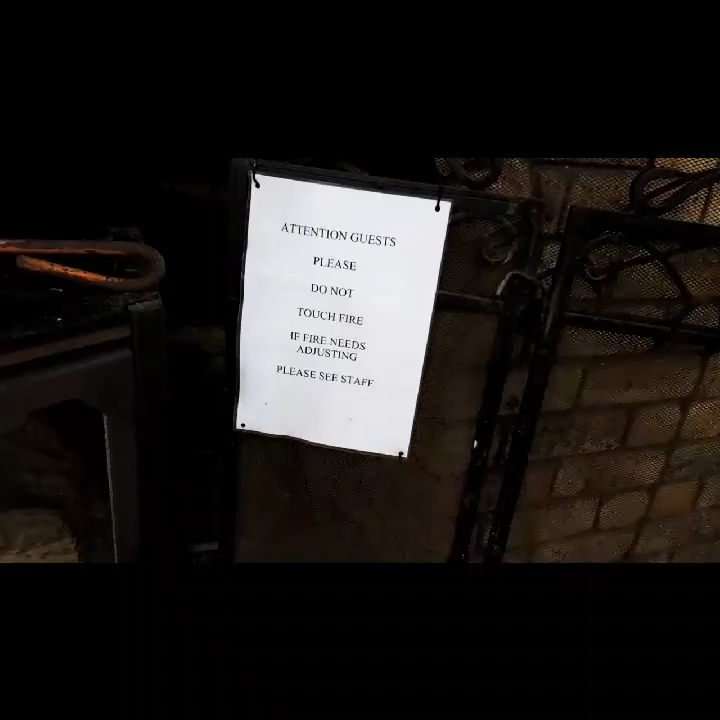 ATTENTION GUESTS
PLEASE
DO NOT
TOUCH FIRE
IF FIRE NEEDS
ADJUSTING
PLEASE SEE STAFF